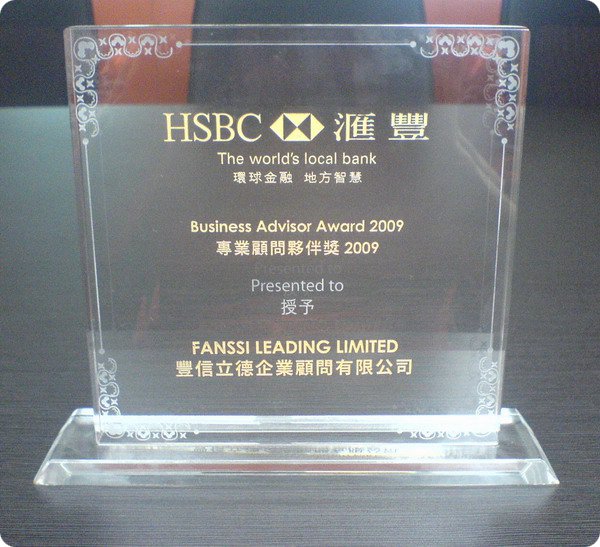 HSBC 滙豐
The world's local bank
環球金融 地方智慧
Business Advisor Award 2009
專業顧問夥伴獎 2009
Presented to
授予
FANSSI LEADING LIMITED
豐信立德企業顧問有限公司